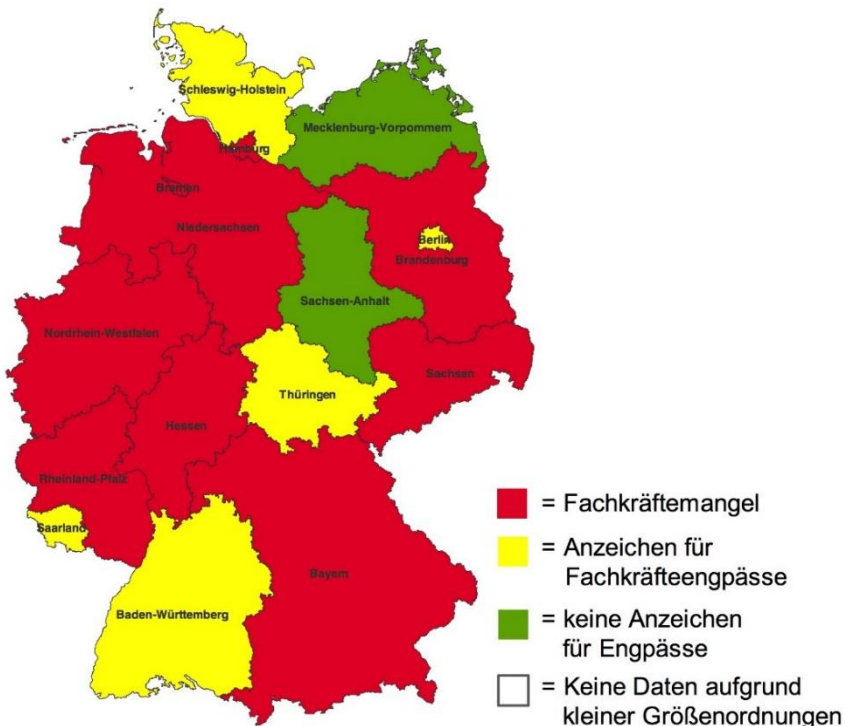 Schleswig-Holstein
Mecklenburg-Vorpommern
Hamburg
Bremen
Niedersachsen
Berlin
Brandenburg
Sachsen-Anhalt
Nordrhein-Westfalen
Sachsen
Thüringen
Hessen
Rheinland-Pfalz
Saarland
Bayern
Baden-Württemberg
= Fachkräftemangel
= Anzeichen für
Fachkräfteengpässe
= keine Anzeichen
für Engpässe
= Keine Daten aufgrund
kleiner Größenordnungen